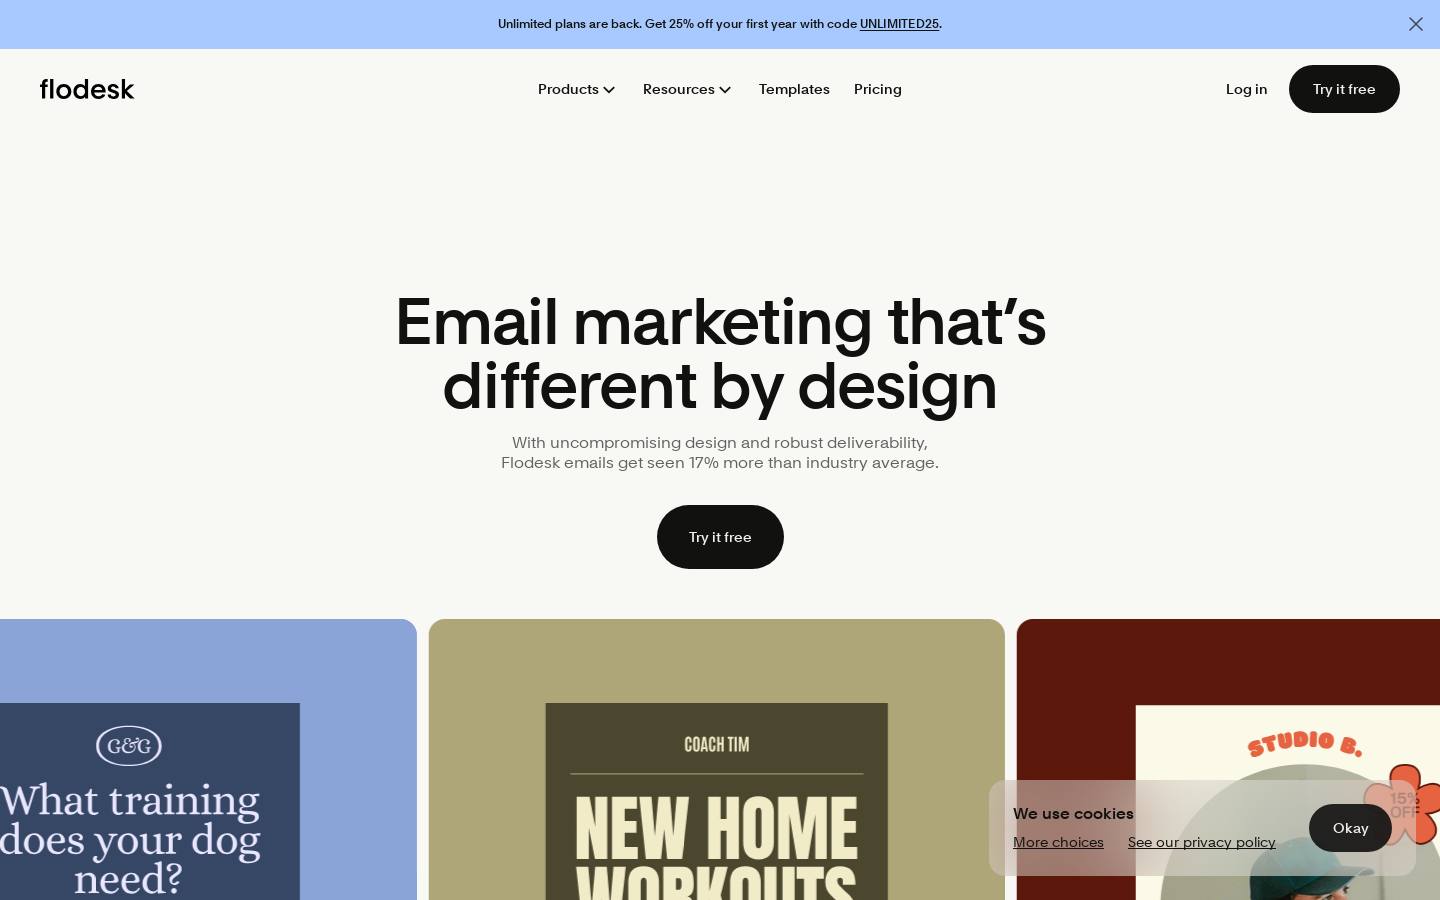 Unlimited plans are back. Get 25% off your first year with code UNLIMITED25.
flodesk
Products
Resources
Templates
Pricing
Log in
Try it free
Email marketing that’s
different by design
With uncompromising design and robust deliverability,
Flodesk emails get seen 17% more than industry average.
Try it free
G&G
What training
does your dog
need?
COACH TIM
NEW HOME
WORKOUTS
STUDIO B.
15%
OFF
We use cookies
More choices
See our privacy policy
Okay